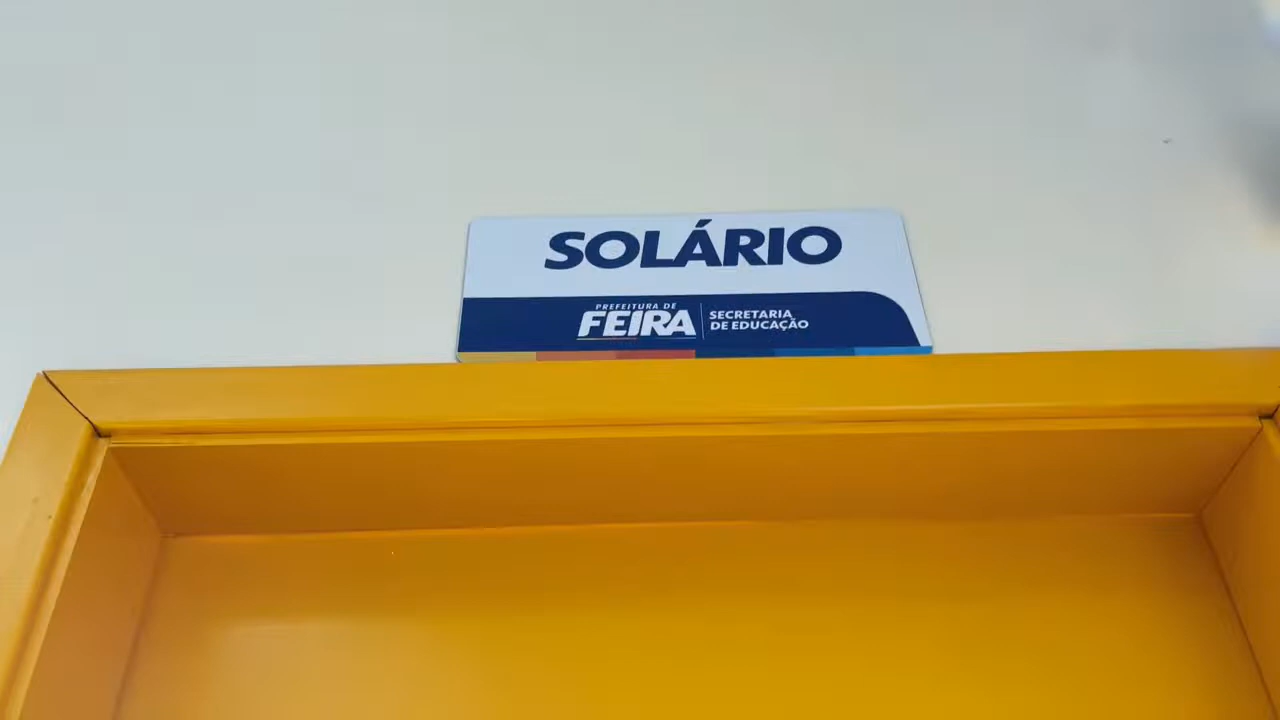 SOLÁRIO
PREFEITURA DE
FEIRA
SECRETARIA
DE EDUCAÇÃO